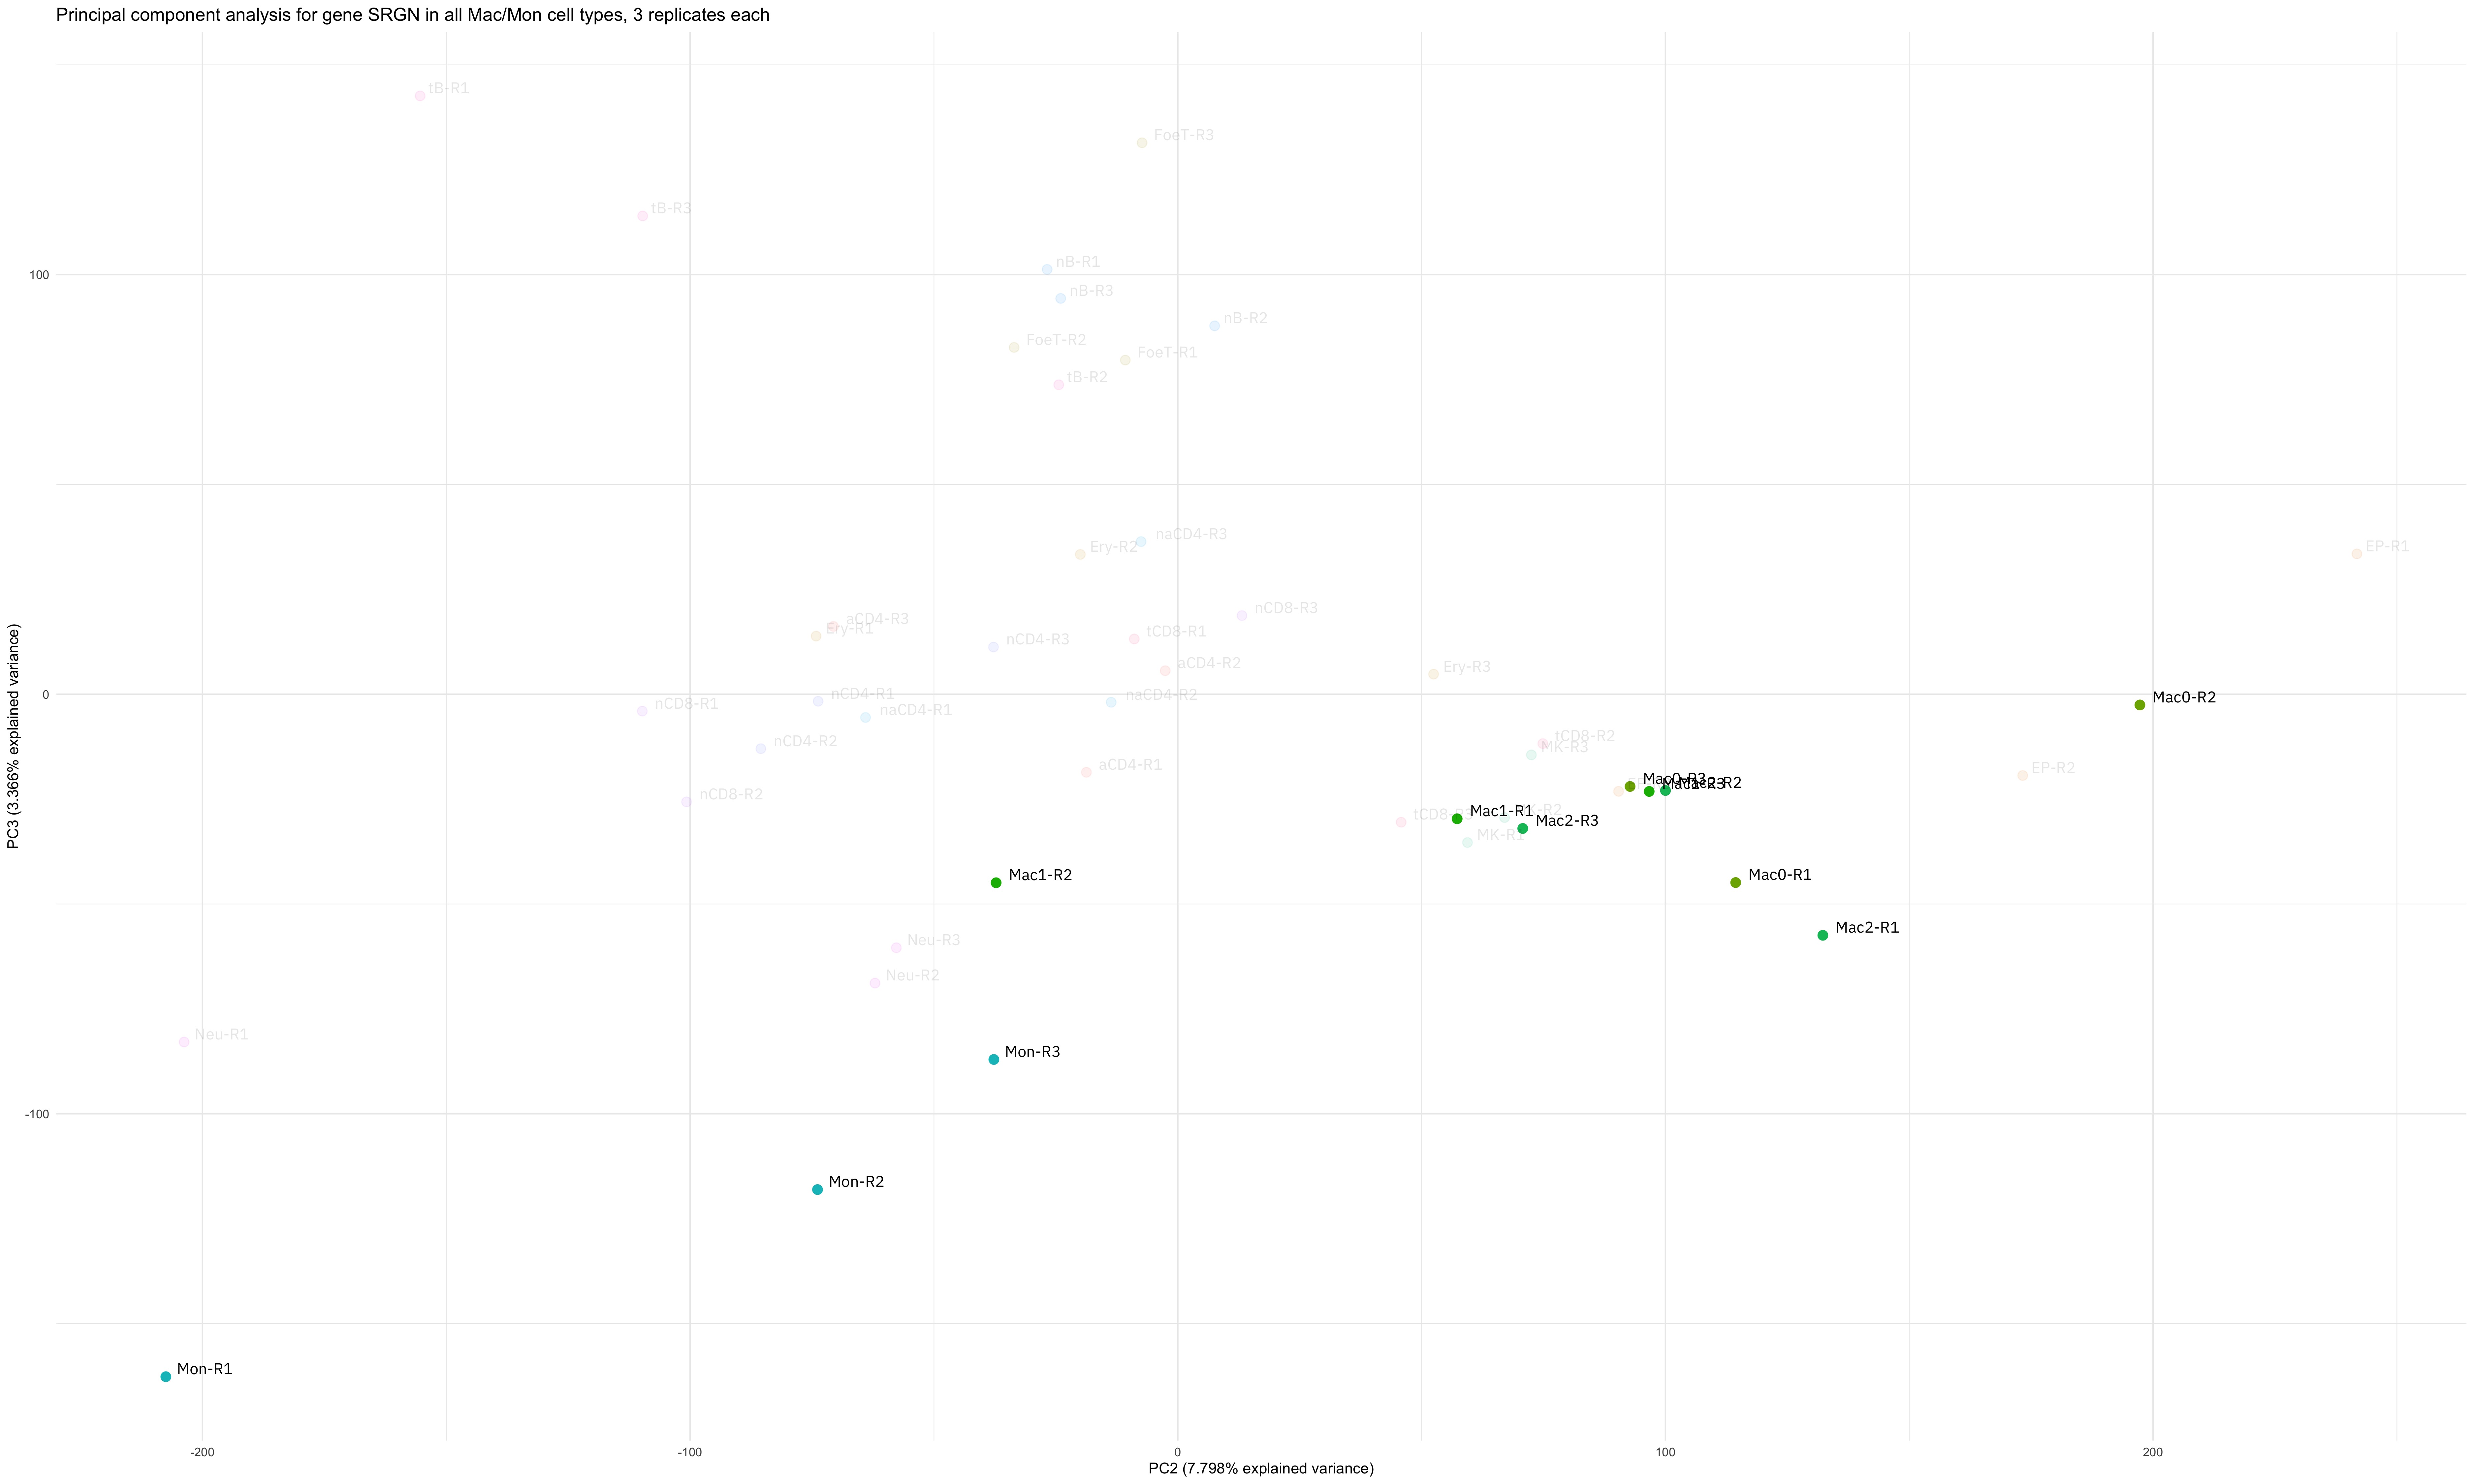 Principal component analysis for gene SRGN in all Mac/Mon cell types, 3 replicates each
tB-R1
FoeT-R3
tB-R3
nB-R1
100
nB-R3
nB-R2
FoeT-R2
FoeT-R1
tB-R2
naCD4-R3
Ery-R2
EP-R1
nCD8-R3
aCD4-R3
Ery-R1
tCD8-R1
nCD4-R3
aCD4-R2
Ery-R3
0
nCD4-R1
naCD4-R2
Mac0-R2
nCD8-R1
naCD4-R1
nCD4-R2
tCD8-R2
MK-R3
aCD4-R1
EP-R2
Mac0-R3
Mac1-R3
Mac2-R2
nCD8-R2
Mac1-R1
tCD8-R3
Mac2-R3
MK-R1
Mac1-R2
Mac0-R1
Mac2-R1
Neu-R3
Neu-R2
Neu-R1
Mon-R3
-100
Mon-R2
Mon-R1
-200
-100
0
100
200
PC2 (7.798% explained variance)
PC3 (3.366% explained variance)